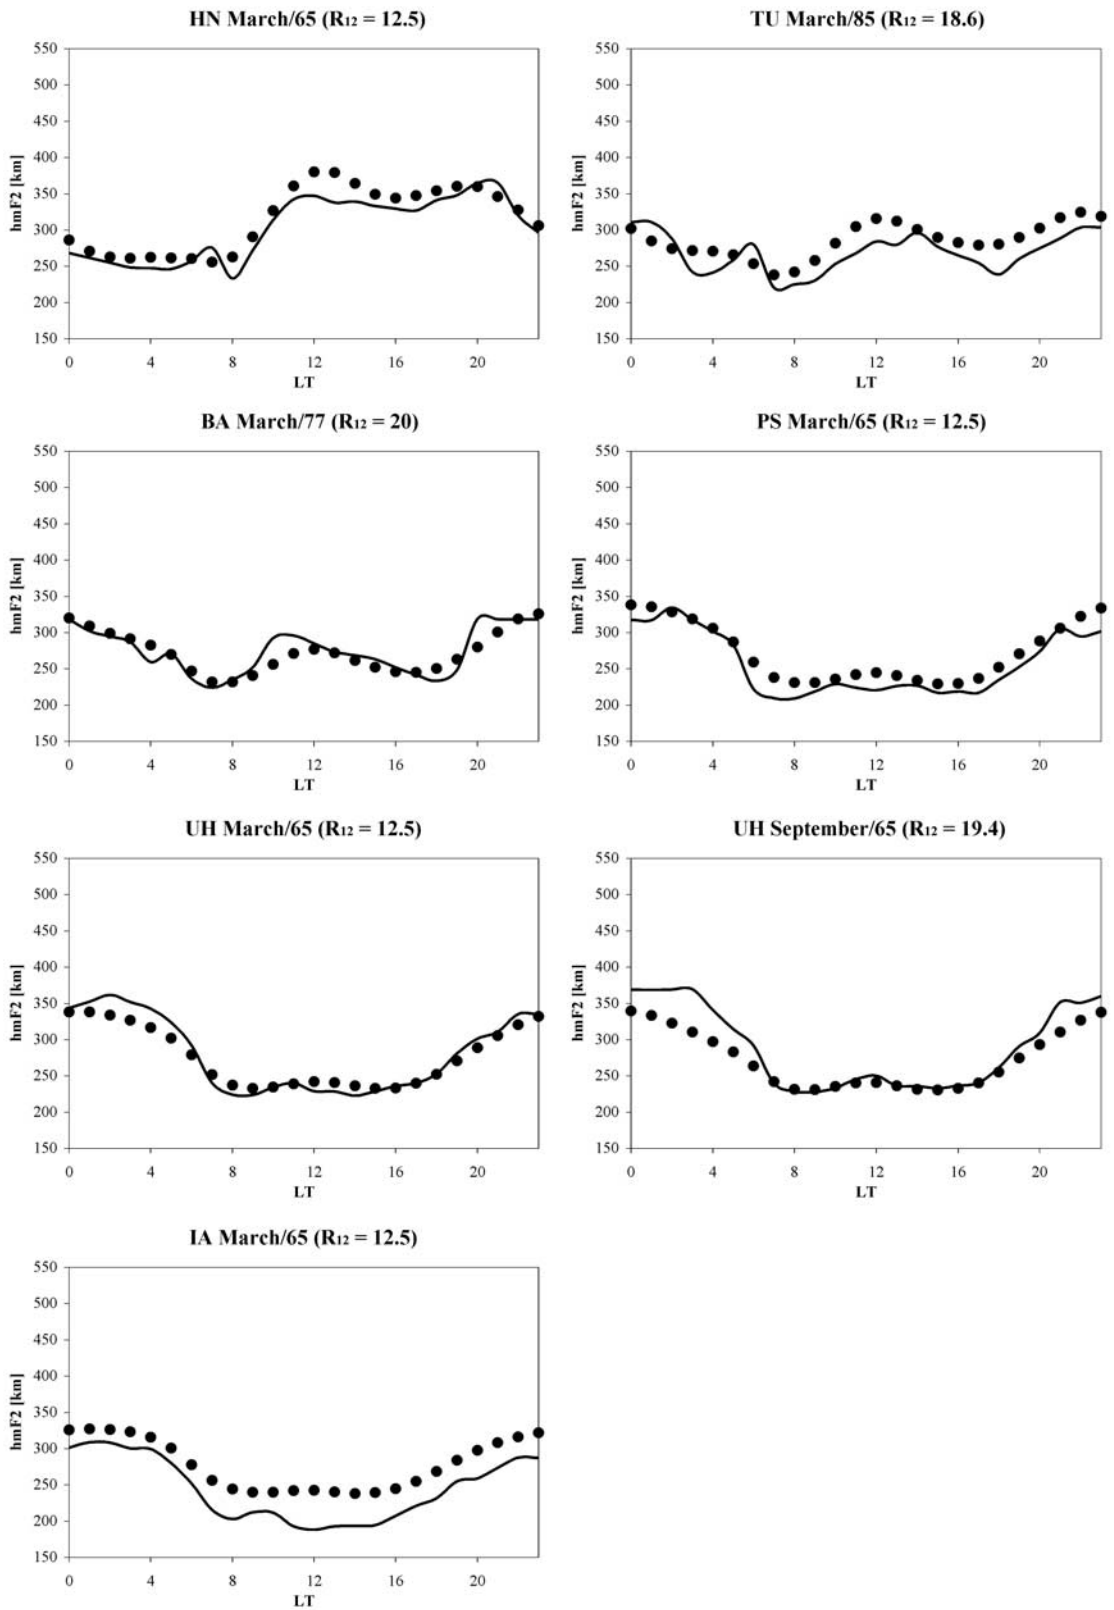 HN March/65 (R12 = 12.5)
550
500
450
400
350
300
250
200
150
hmF2 [km]
0 4 8 12 16 20
LT
TU March/85 (R12 = 18.6)
550
500
450
400
350
300
250
200
150
hmF2 [km]
0 4 8 12 16 20
LT
BA March/77 (R12 = 20)
550
500
450
400
350
300
250
200
150
hmF2 [km]
0 4 8 12 16 20
LT
PS March/65 (R12 = 12.5)
550
500
450
400
350
300
250
200
150
hmF2 [km]
0 4 8 12 16 20
LT
UH March/65 (R12 = 12.5)
550
500
450
400
350
300
250
200
150
hmF2 [km]
0 4 8 12 16 20
LT
UH September/65 (R12 = 19.4)
550
500
450
400
350
300
250
200
150
hmF2 [km]
0 4 8 12 16 20
LT
IA March/65 (R12 = 12.5)
550
500
450
400
350
300
250
200
150
hmF2 [km]
0 4 8 12 16 20
LT